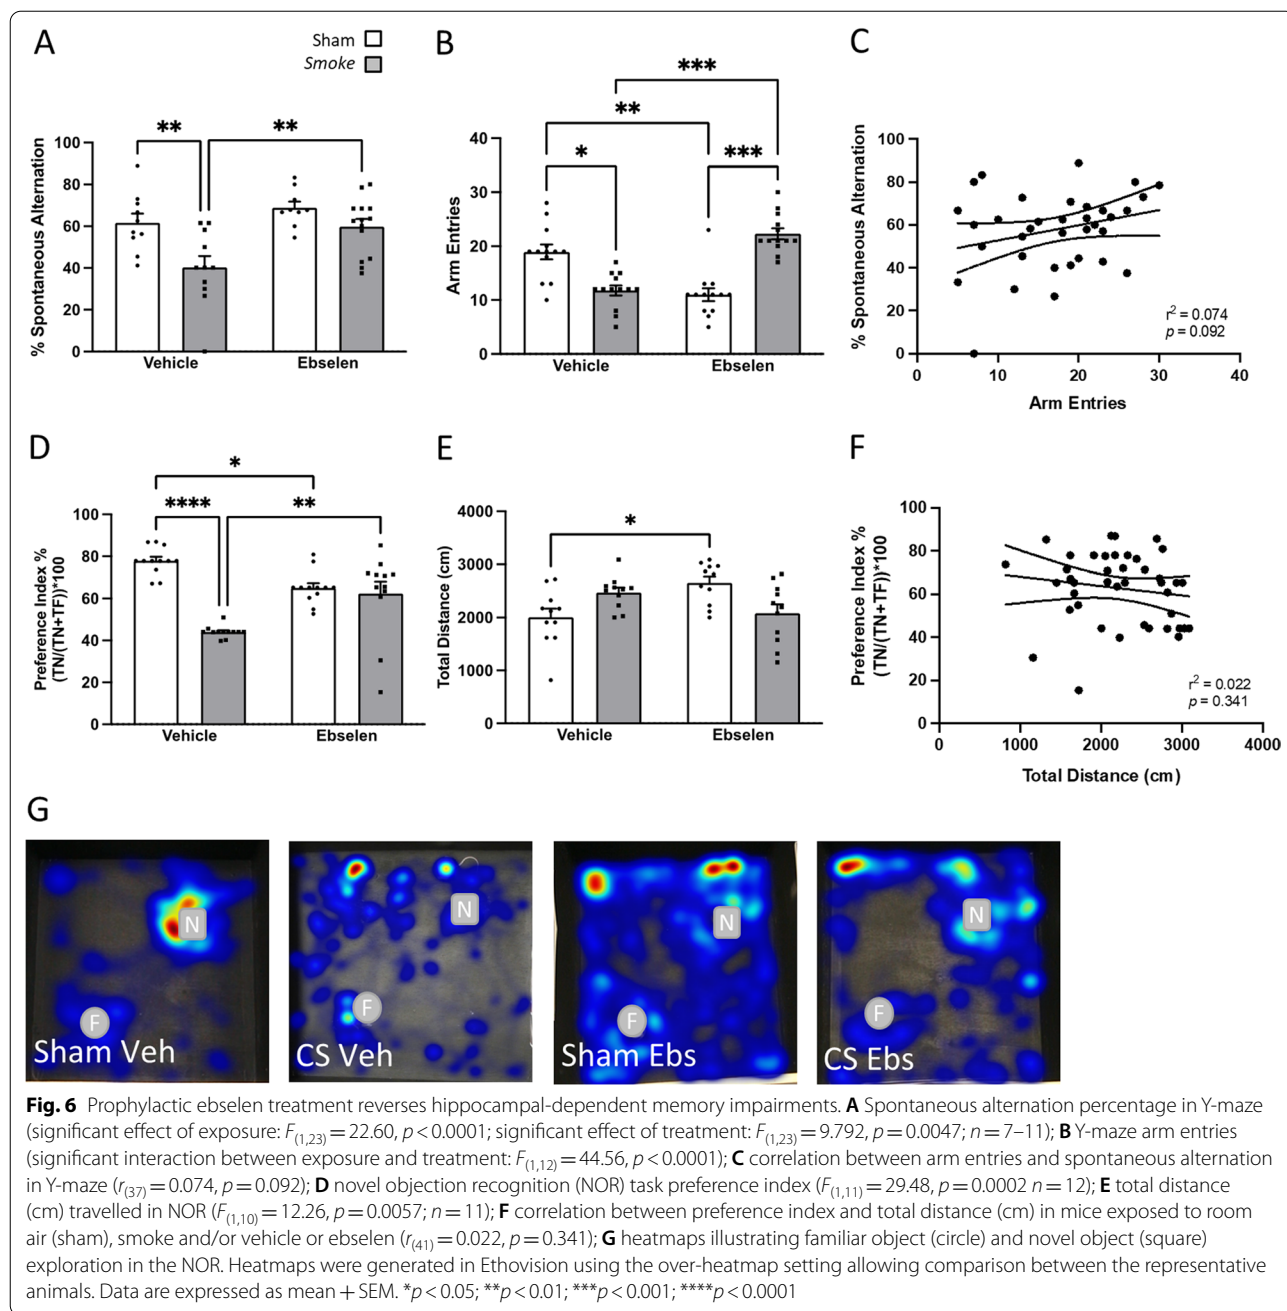 A
Sham
Smoke
** **
% Spontaneous Alternation
100
80
60
40
20
0
Vehicle Ebselen
B
***
**
* ***
Arm Entries
40
30
20
10
0
Vehicle Ebselen
C
% Spontaneous Alternation
100
80
60
40
20
0
r² = 0.074
p = 0.092
0 10 20 30 40
Arm Entries
D
*
**** **
Preference Index %
(TN/(TN+TF))*100
100
80
60
40
20
0
Vehicle Ebselen
E
*
Total Distance (cm)
4000
3000
2000
1000
0
Vehicle Ebselen
F
Preference Index %
(TN/(TN+TF))*100
100
80
60
40
20
0
r² = 0.022
p = 0.341
0 1000 2000 3000 4000
Total Distance (cm)
G
N
F
Sham Veh
N
F
CS Veh
N
F
Sham Ebs
N
F
CS Ebs
Fig. 6 Prophylactic ebselen treatment reverses hippocampal-dependent memory impairments. A Spontaneous alternation percentage in Y-maze
(significant effect of exposure: F(1,23) = 22.60, p < 0.0001; significant effect of treatment: F(1,23) = 9.792, p = 0.0047; n = 7–11); B Y-maze arm entries
(significant interaction between exposure and treatment: F(1,12) = 44.56, p < 0.0001); C correlation between arm entries and spontaneous alternation
in Y-maze (r(37) = 0.074, p = 0.092); D novel objection recognition (NOR) task preference index (F(1,11) = 29.48, p = 0.0002 n = 12); E total distance
(cm) travelled in NOR (F(1,10) = 12.26, p = 0.0057; n = 11); F correlation between preference index and total distance (cm) in mice exposed to room
air (sham), smoke and/or vehicle or ebselen (r(41) = 0.022, p = 0.341); G heatmaps illustrating familiar object (circle) and novel object (square)
exploration in the NOR. Heatmaps were generated in Ethovision using the over-heatmap setting allowing comparison between the representative
animals. Data are expressed as mean + SEM. *p < 0.05; **p < 0.01; ***p < 0.001; ****p < 0.0001